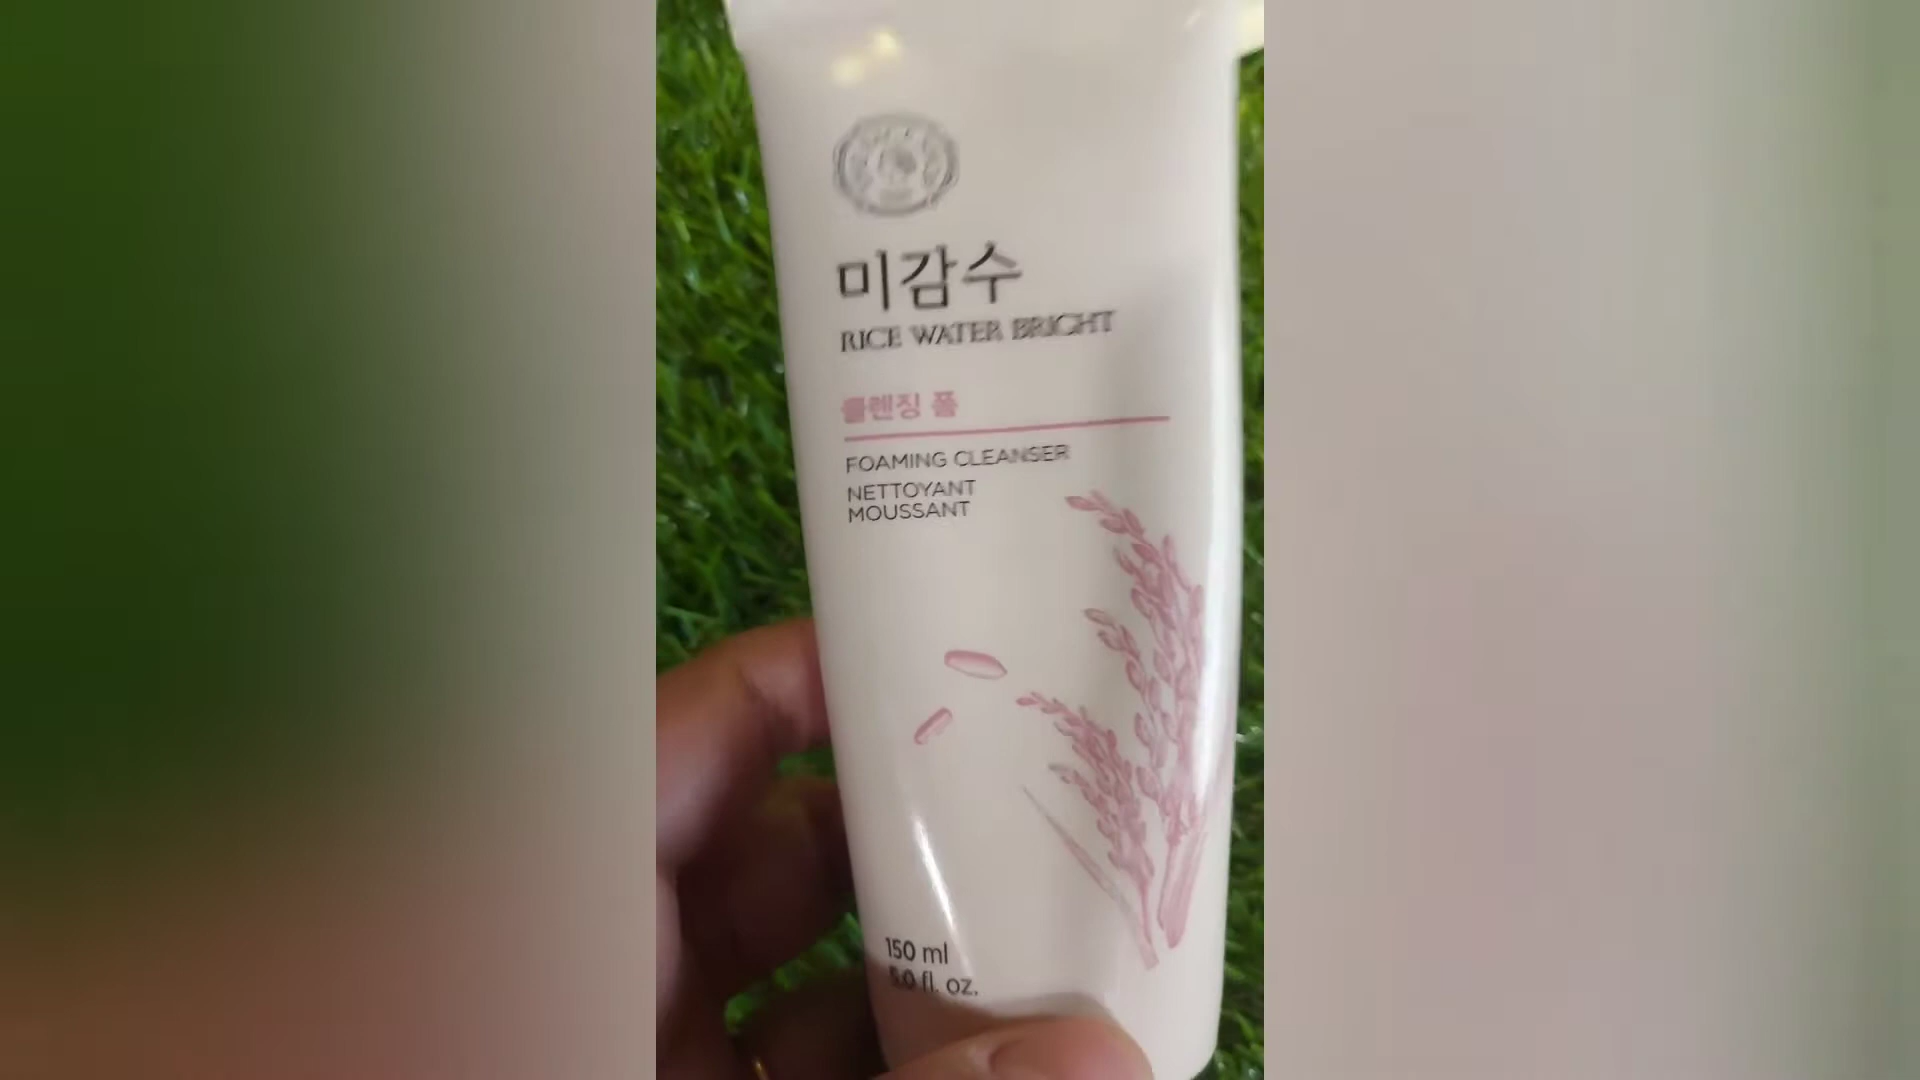 미감수
RICE WATER BRIGHT
클렌징 폼
FOAMING CLEANSER
NETTOYANT
MOUSSANT
150 ml
5.0 fl. oz.